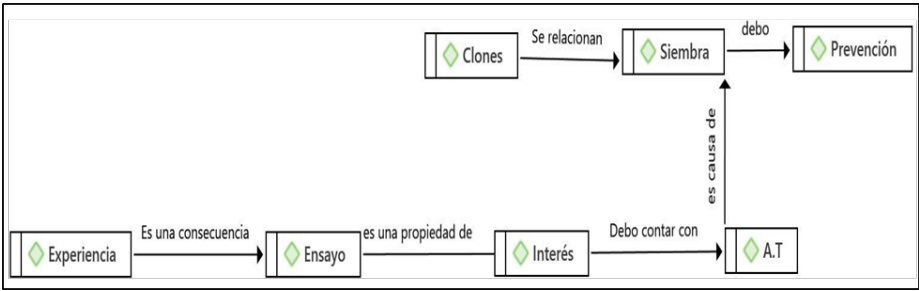 Clones
Se relacionan
Siembra
debo
Prevención
es causa de
Experiencia
Es una consecuencia
Ensayo
es una propiedad de
Interés
Debo contar con
A.T